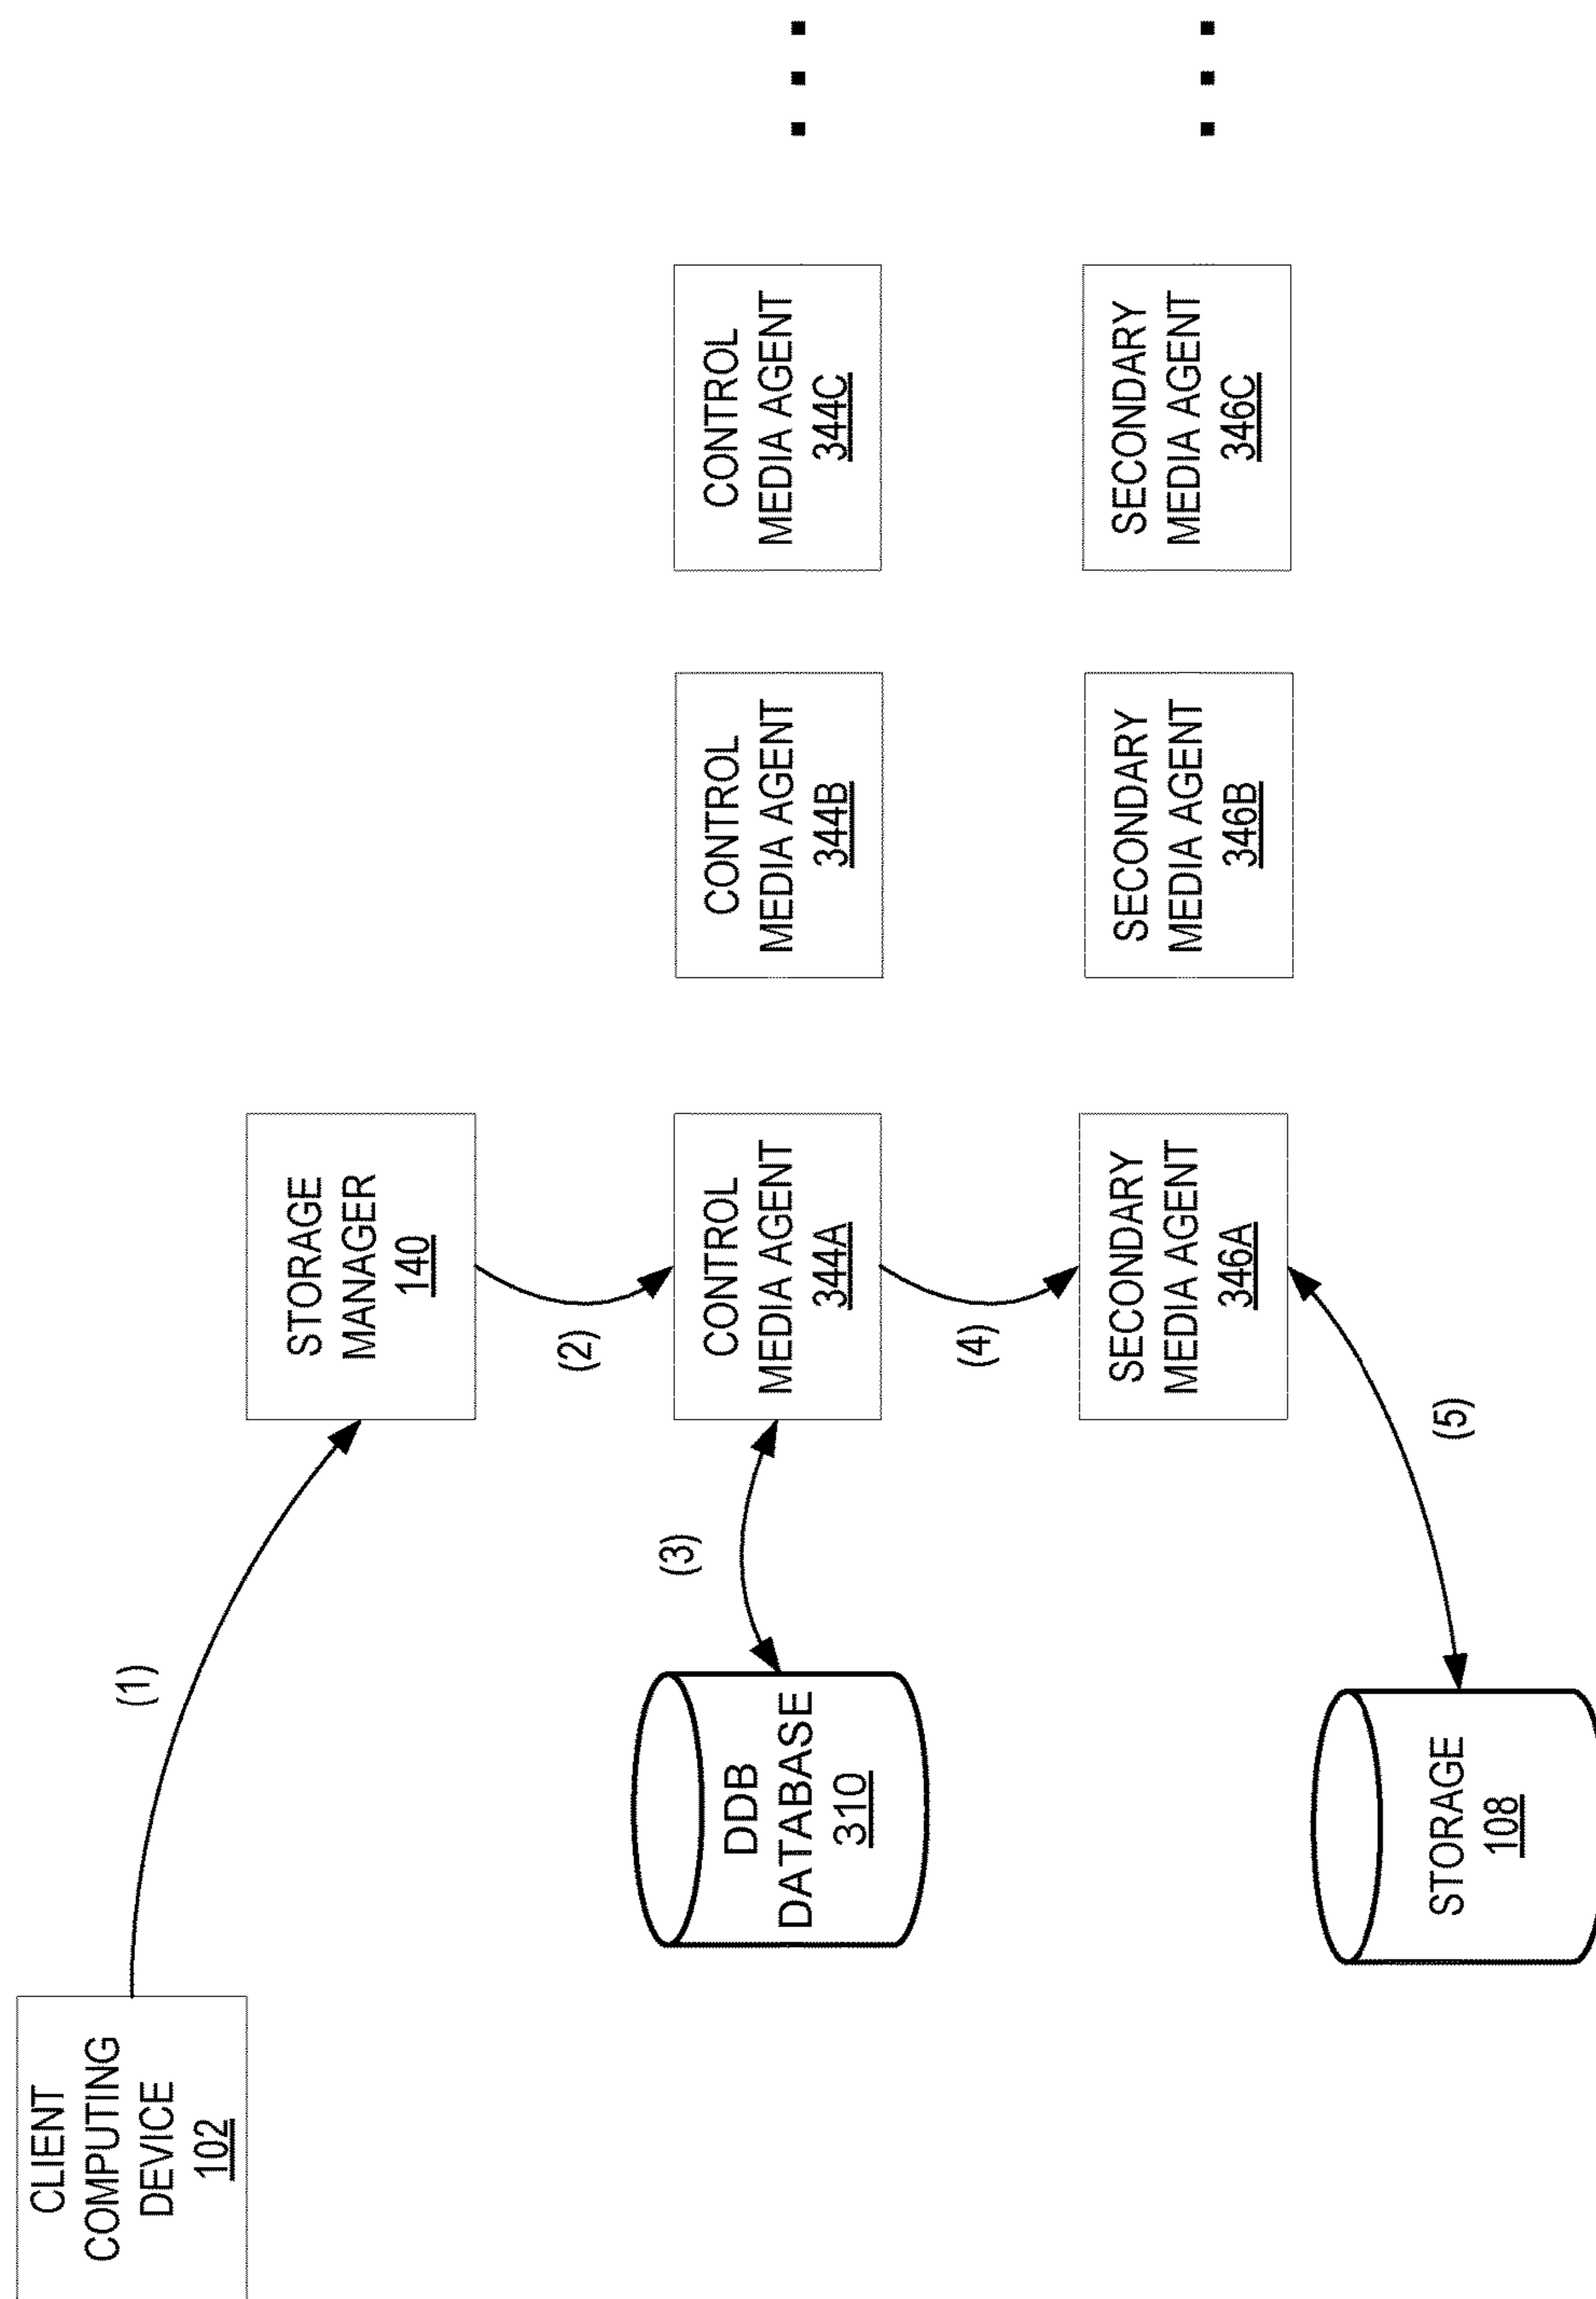 CLIENT
COMPUTING
DEVICE
102
(1)
STORAGE
MANAGER
140
(2)
DDB
DATABASE
310
(3)
CONTROL
MEDIA AGENT
344A
CONTROL
MEDIA AGENT
344B
CONTROL
MEDIA AGENT
344C
(4)
SECONDARY
MEDIA AGENT
346A
SECONDARY
MEDIA AGENT
346B
SECONDARY
MEDIA AGENT
346C
(5)
STORAGE
108